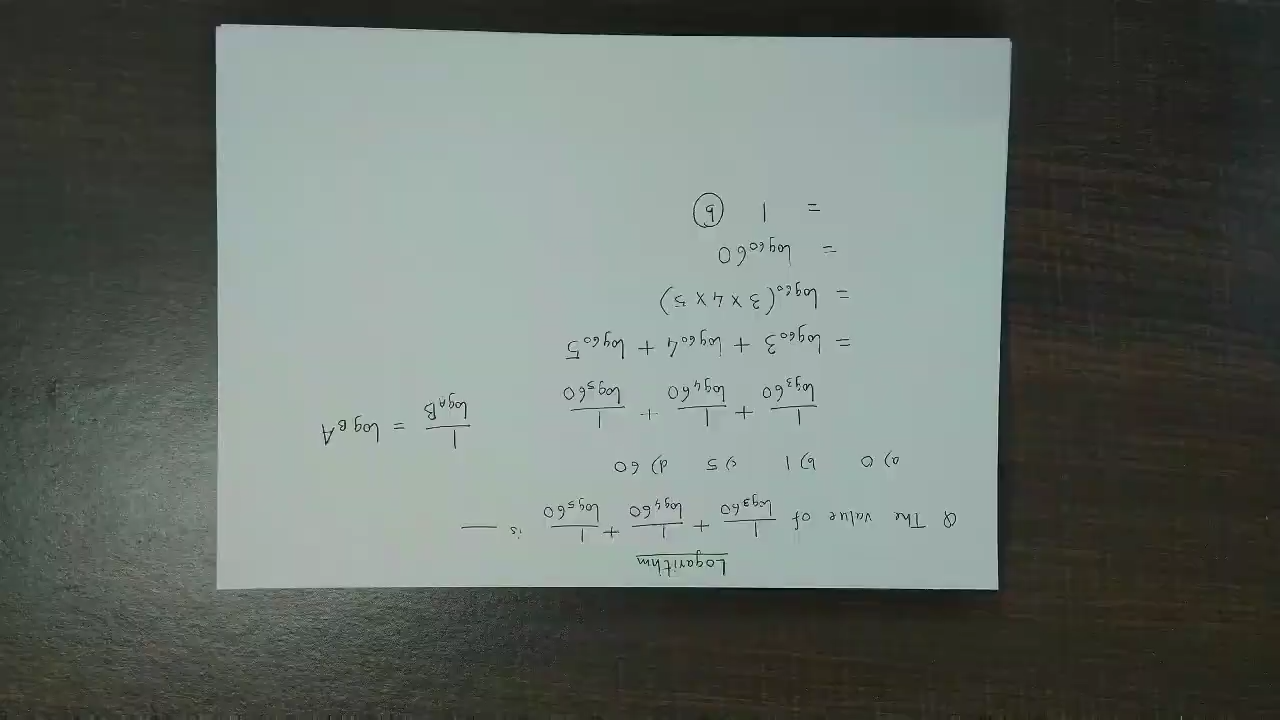 Logarithm
Q The value of 1/log₃60 + 1/log₄60 + 1/log₅60 is __
a) 0 b) 1 c) 5 d) 60
1/log₃60 + 1/log₄60 + 1/log₅60
1/log_A B = log_B A
= log₆₀3 + log₆₀4 + log₆₀5
= log₆₀(3 × 4 × 5)
= log₆₀60
= 1 b